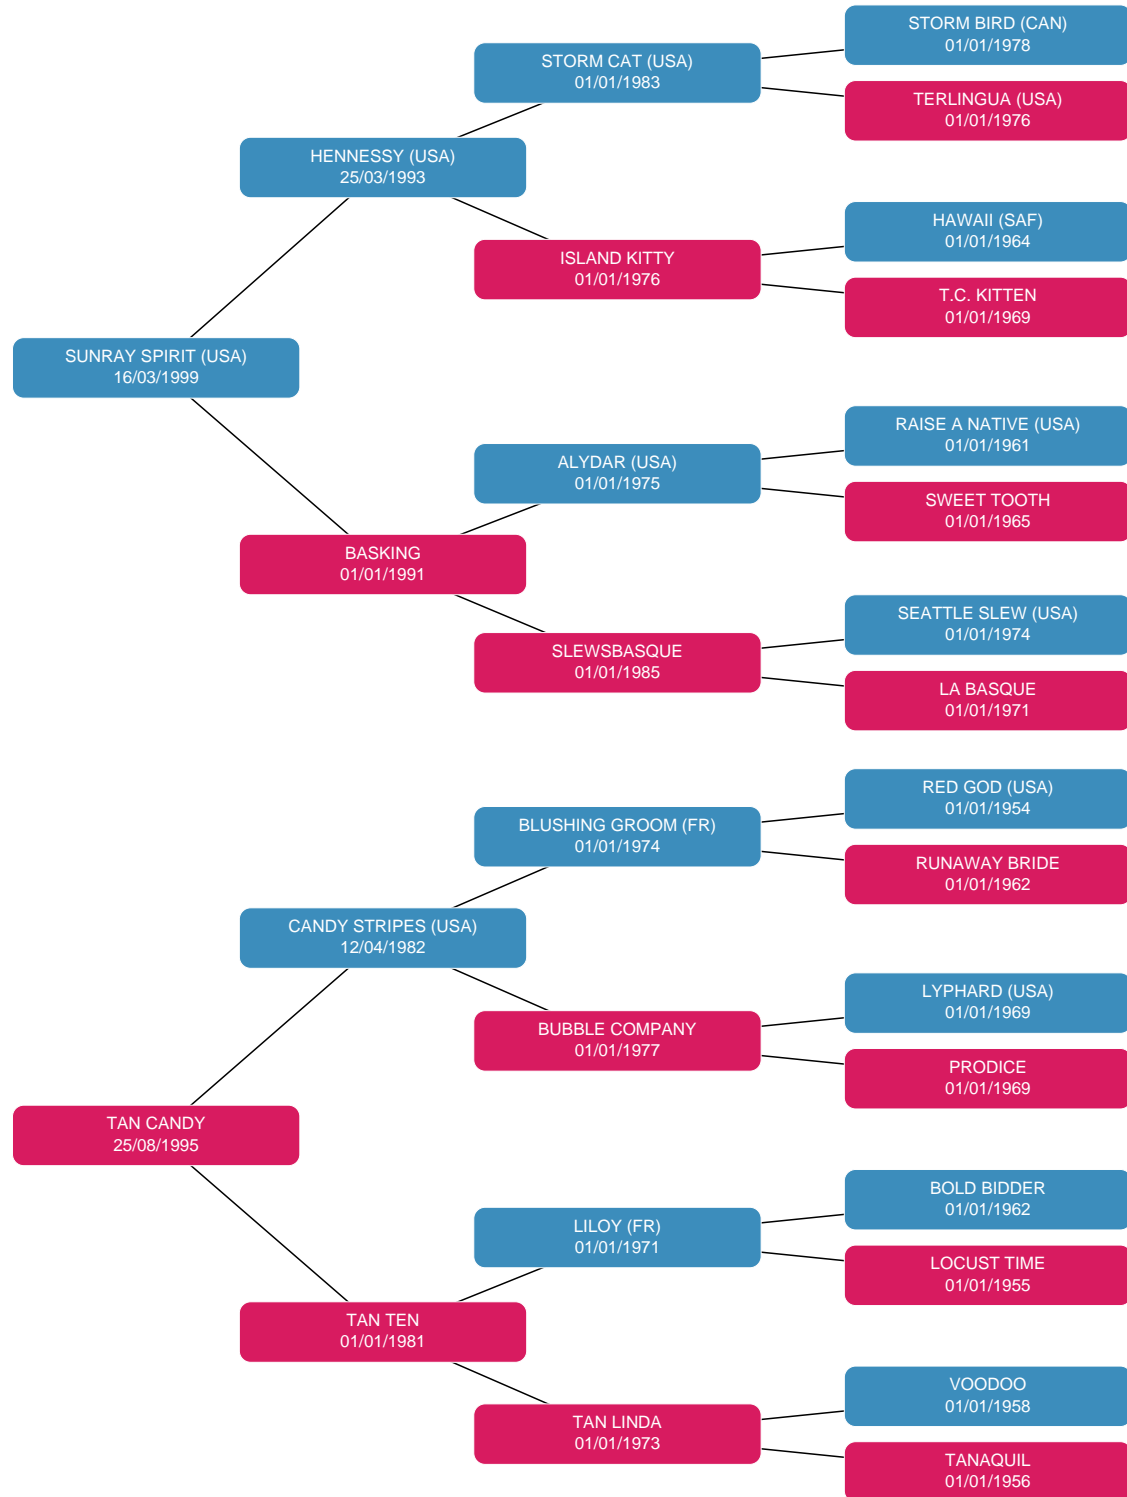 STORM BIRD (CAN)
01/01/1978
STORM CAT (USA)
01/01/1983
TERLINGUA (USA)
01/01/1976
HENNESSY (USA)
25/03/1993
HAWAII (SAF)
01/01/1964
ISLAND KITTY
01/01/1976
T.C. KITTEN
01/01/1969
SUNRAY SPIRIT (USA)
16/03/1999
RAISE A NATIVE (USA)
01/01/1961
ALYDAR (USA)
01/01/1975
SWEET TOOTH
01/01/1965
BASKING
01/01/1991
SEATTLE SLEW (USA)
01/01/1974
SLEWSBASQUE
01/01/1985
LA BASQUE
01/01/1971
RED GOD (USA)
01/01/1954
BLUSHING GROOM (FR)
01/01/1974
RUNAWAY BRIDE
01/01/1962
CANDY STRIPES (USA)
12/04/1982
LYPHARD (USA)
01/01/1969
BUBBLE COMPANY
01/01/1977
PRODICE
01/01/1969
TAN CANDY
25/08/1995
BOLD BIDDER
01/01/1962
LILOY (FR)
01/01/1971
LOCUST TIME
01/01/1955
TAN TEN
01/01/1981
VOODOO
01/01/1958
TAN LINDA
01/01/1973
TANAQUIL
01/01/1956